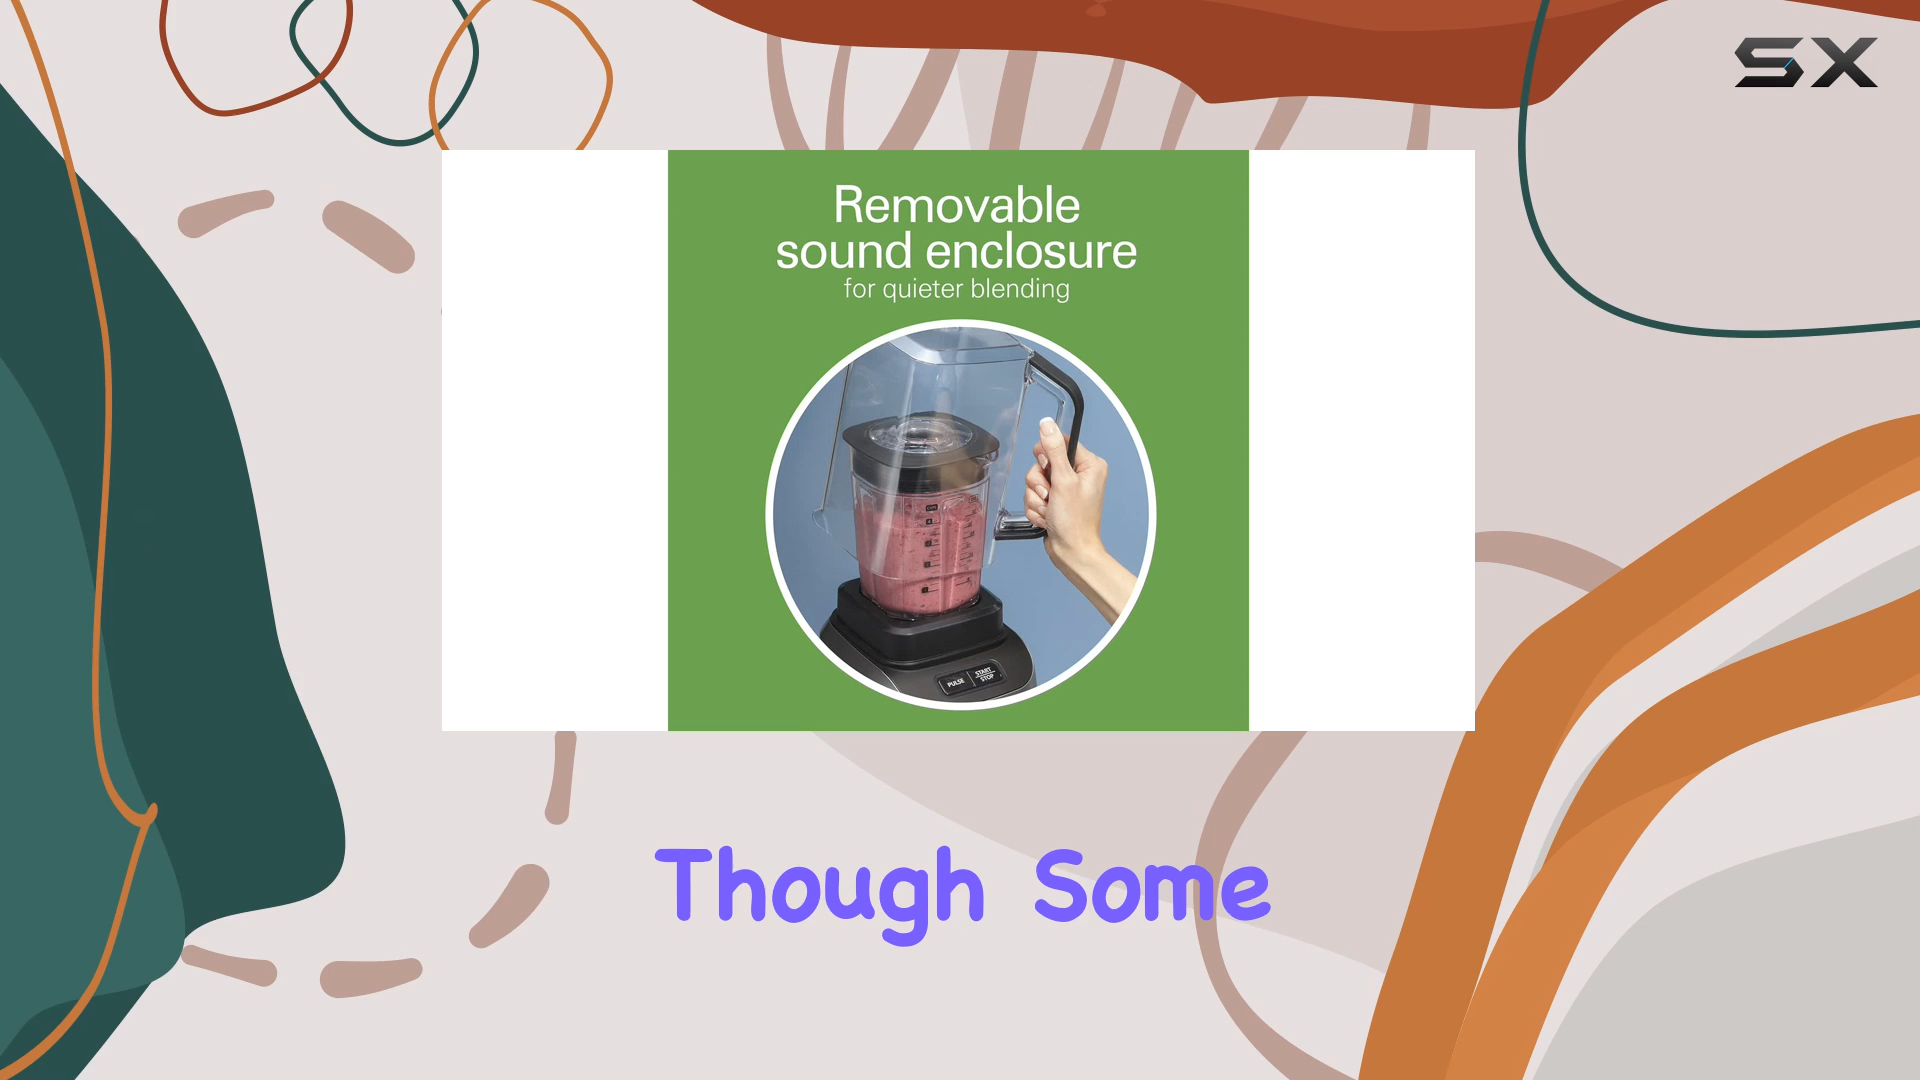 SX
Removable
sound enclosure
for quieter blending
PULSE
START
STOP
Though Some